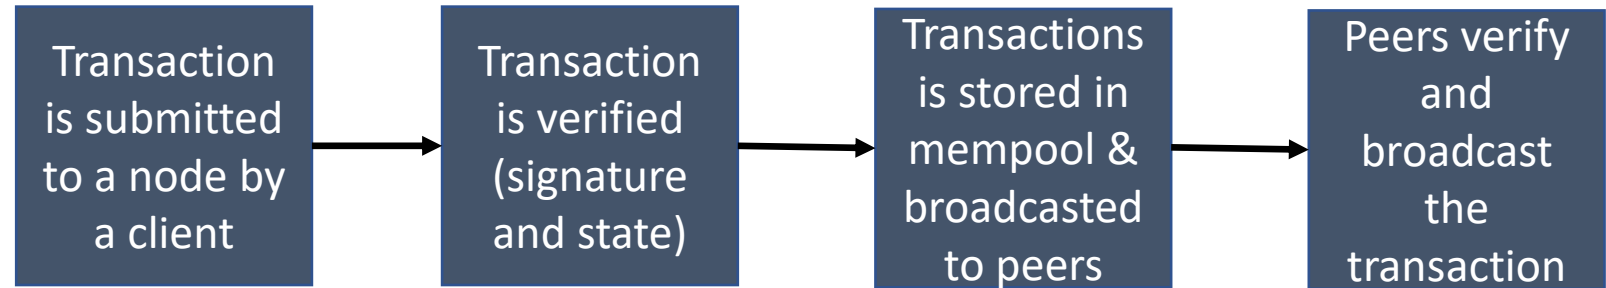 Transaction
is submitted
to a node by
a client
Transaction
is verified
(signature
and state)
Transactions
is stored in
mempool &
broadcasted
to peers
Peers verify
and
broadcast
the
transaction